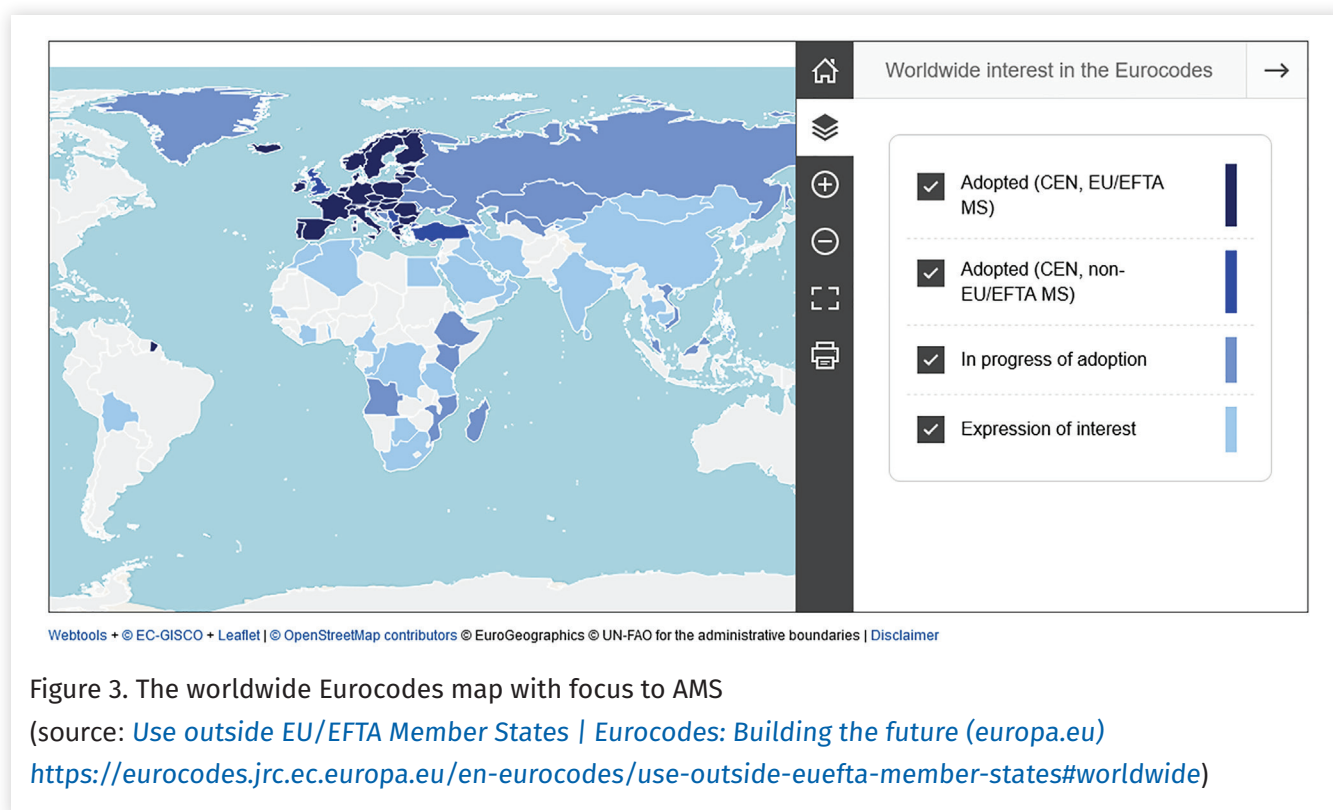 Worldwide interest in the Eurocodes
Adopted (CEN, EU/EFTA
MS)
Adopted (CEN, non-
EU/EFTA MS)
In progress of adoption
Expression of interest
Webtools + © EC-GISCO + Leaflet | © OpenStreetMap contributors © EuroGeographics © UN-FAO for the administrative boundaries | Disclaimer
Figure 3. The worldwide Eurocodes map with focus to AMS
(source: Use outside EU/EFTA Member States | Eurocodes: Building the future (europa.eu)
https://eurocodes.jrc.ec.europa.eu/en-eurocodes/use-outside-euefta-member-states#worldwide)